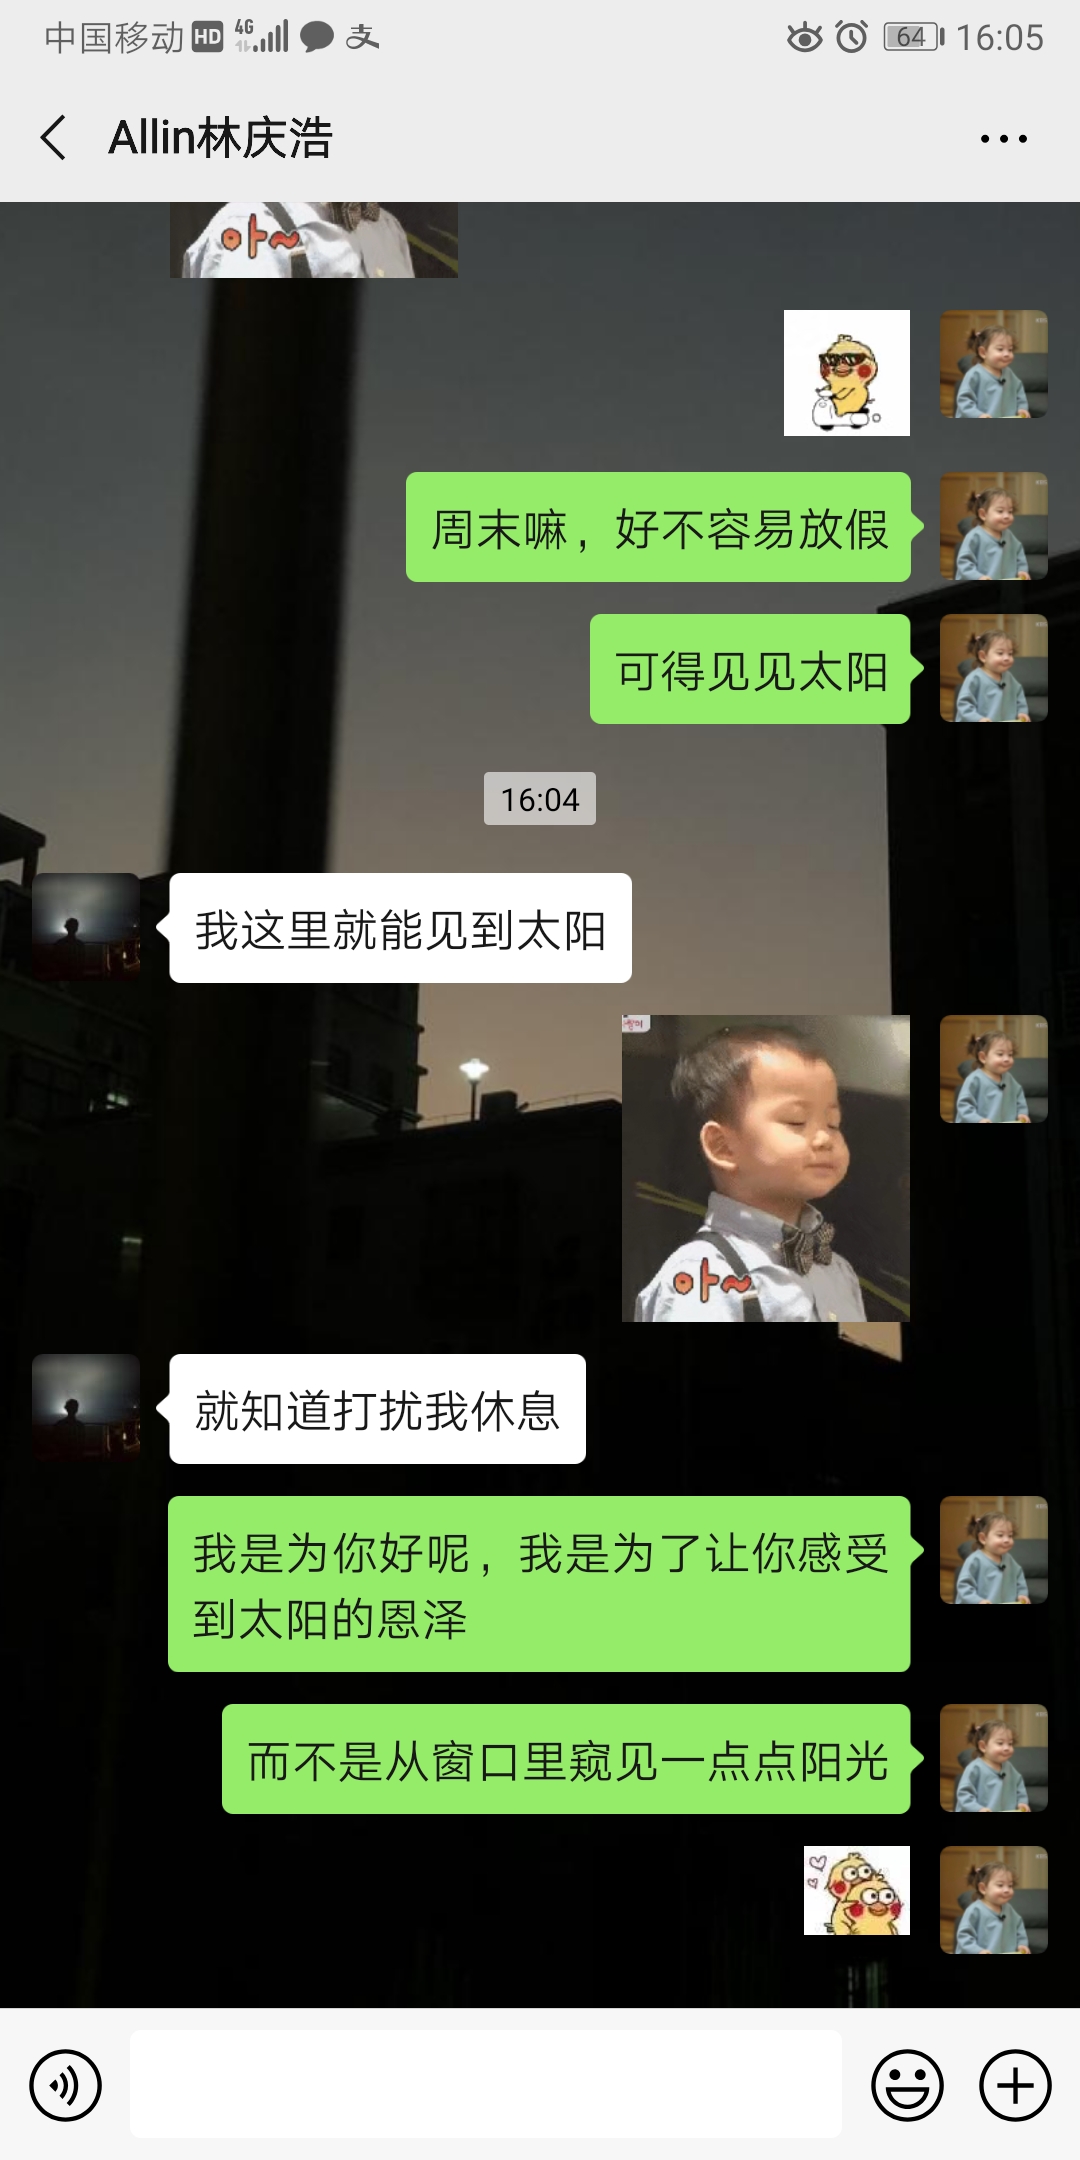 中国移动 HD 4G 支 64 16:05
Allin林庆浩
아~
周末嘛，好不容易放假
可得见见太阳
16:04
我这里就能见到太阳
아~
就知道打扰我休息
我是为你好呢，我是为了让你感受
到太阳的恩泽
而不是从窗口里窥见一点点阳光